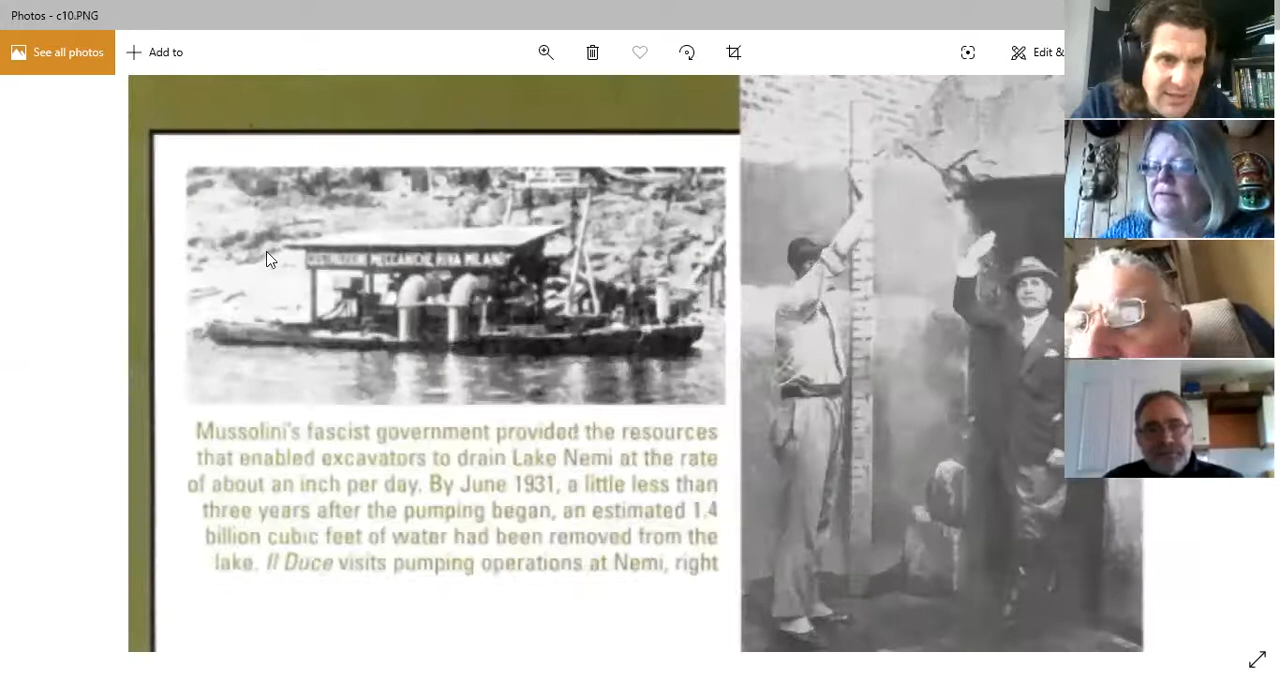 Photos - c10.PNG
See all photos
Add to
Edit &
COSTRUZIONI MECCANICHE RIVA MILANO
Mussolini's fascist government provided the resources
that enabled excavators to drain Lake Nemi at the rate
of about an inch per day. By June 1931, a little less than
three years after the pumping began, an estimated 1.4
billion cubic feet of water had been removed from the
lake. Il Duce visits pumping operations at Nemi, right